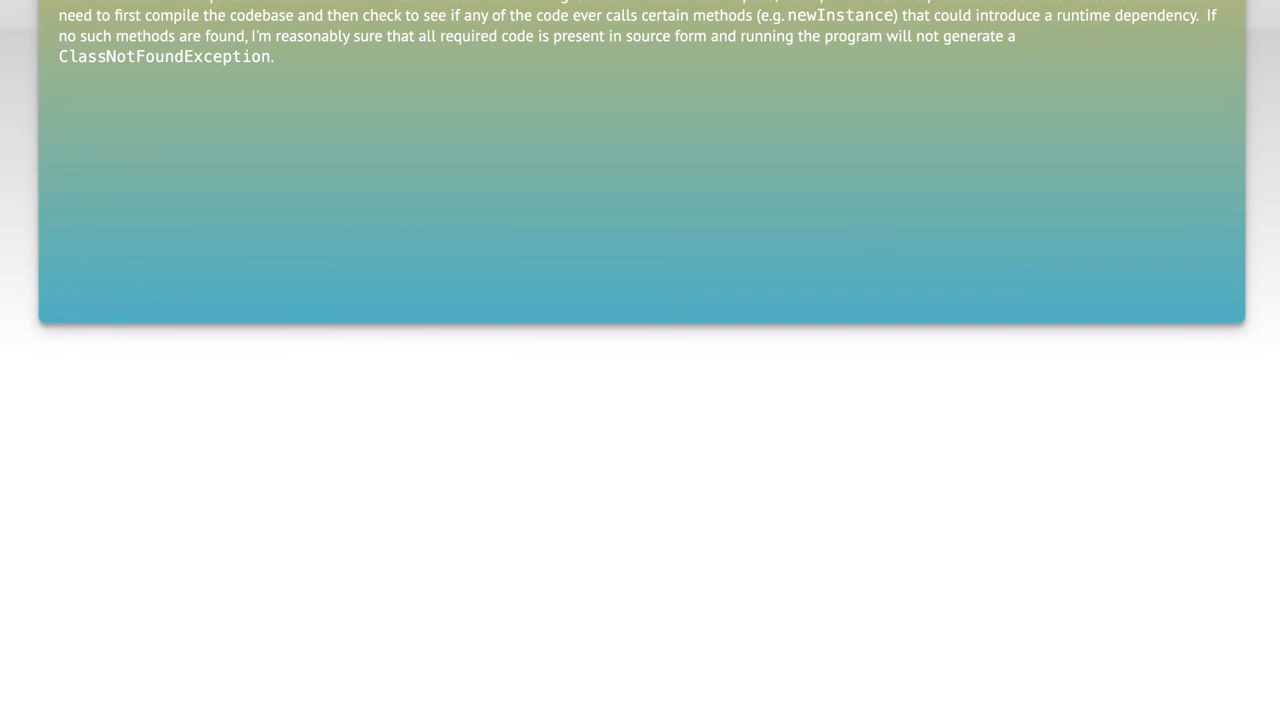 need to first compile the codebase and then check to see if any of the code ever calls certain methods (e.g. newInstance) that could introduce a runtime dependency.  If
no such methods are found, I'm reasonably sure that all required code is present in source form and running the program will not generate a
ClassNotFoundException.